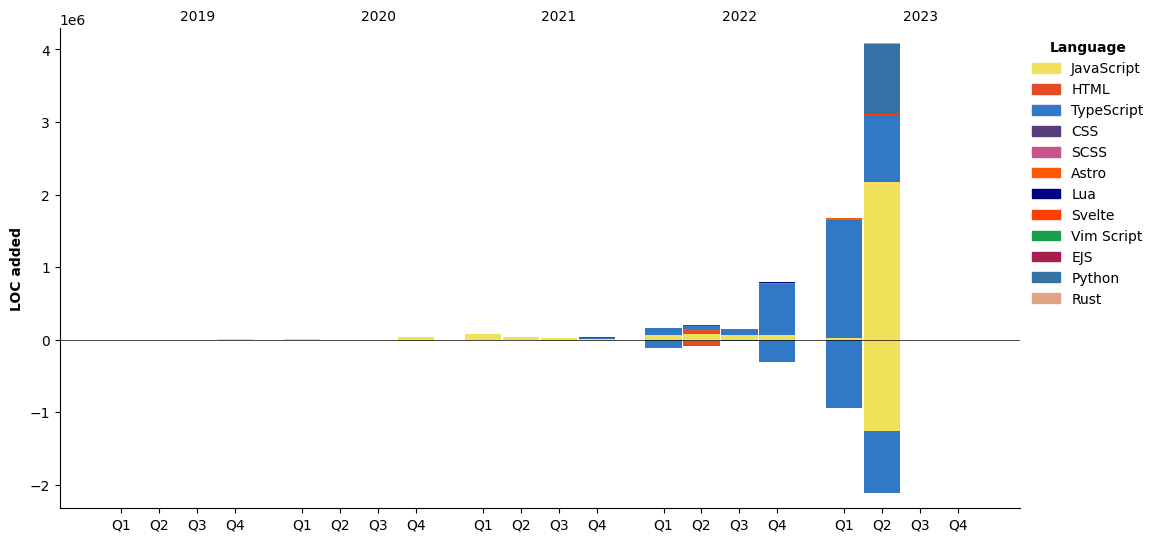 2019 2020 2021 2022 2023
1e6
Language
JavaScript
HTML
TypeScript
CSS
SCSS
Astro
Lua
Svelte
Vim Script
EJS
Python
Rust
LOC added
4
3
2
1
0
−1
−2
Q1 Q2 Q3 Q4 Q1 Q2 Q3 Q4 Q1 Q2 Q3 Q4 Q1 Q2 Q3 Q4 Q1 Q2 Q3 Q4